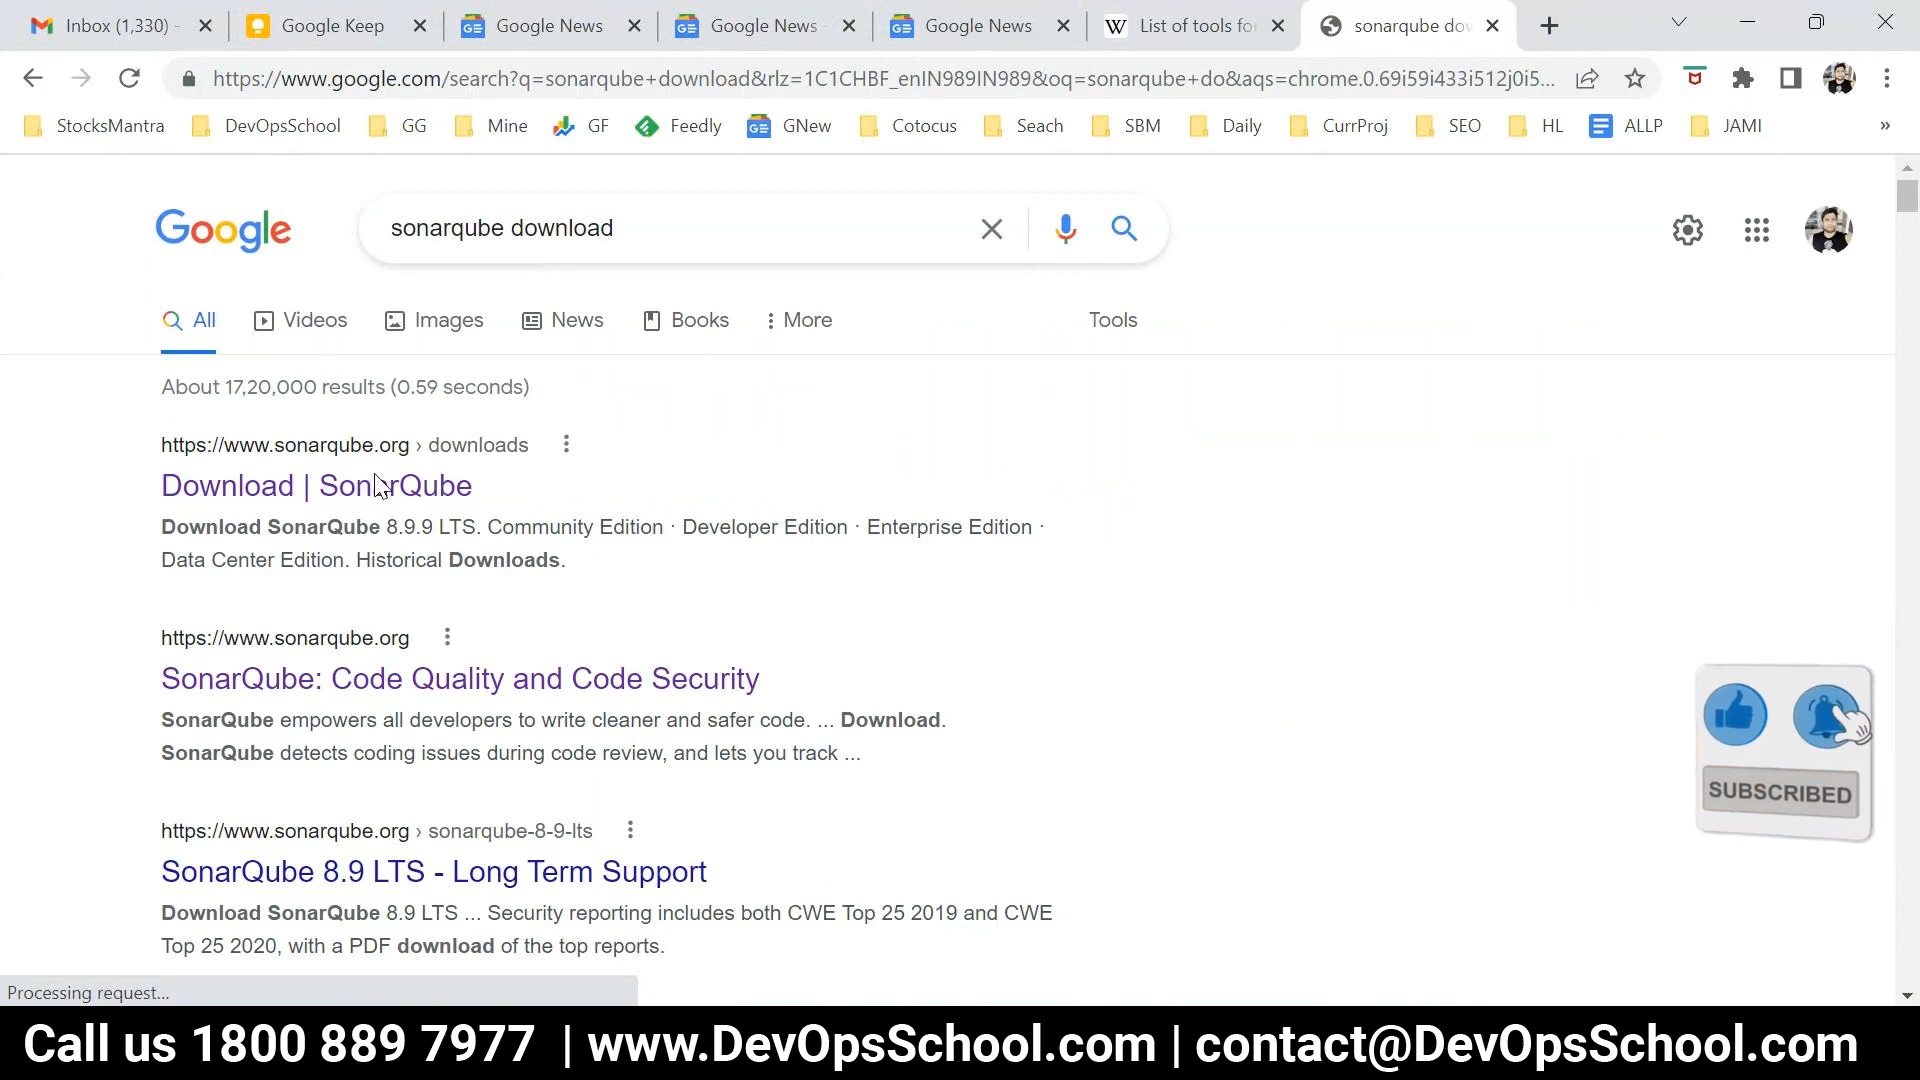 Inbox (1,330) - Google Keep Google News Google News - Google News List of tools for sonarqube dow
https://www.google.com/search?q=sonarqube+download&rlz=1C1CHBF_enIN989IN989&oq=sonarqube+do&aqs=chrome.0.69i59i433i512j0i5...
StocksMantra DevOpsSchool GG Mine GF Feedly GNew Cotocus Seach SBM Daily CurrProj SEO HL ALLP JAMI »
Google sonarqube download
All Videos Images News Books More Tools
About 17,20,000 results (0.59 seconds)
https://www.sonarqube.org › downloads
Download | SonarQube
Download SonarQube 8.9.9 LTS. Community Edition · Developer Edition · Enterprise Edition ·
Data Center Edition. Historical Downloads.
https://www.sonarqube.org
SonarQube: Code Quality and Code Security
SonarQube empowers all developers to write cleaner and safer code. ... Download.
SonarQube detects coding issues during code review, and lets you track ...
SUBSCRIBED
https://www.sonarqube.org › sonarqube-8-9-lts
SonarQube 8.9 LTS - Long Term Support
Download SonarQube 8.9 LTS ... Security reporting includes both CWE Top 25 2019 and CWE
Top 25 2020, with a PDF download of the top reports.
Processing request...
Call us 1800 889 7977 | www.DevOpsSchool.com | contact@DevOpsSchool.com